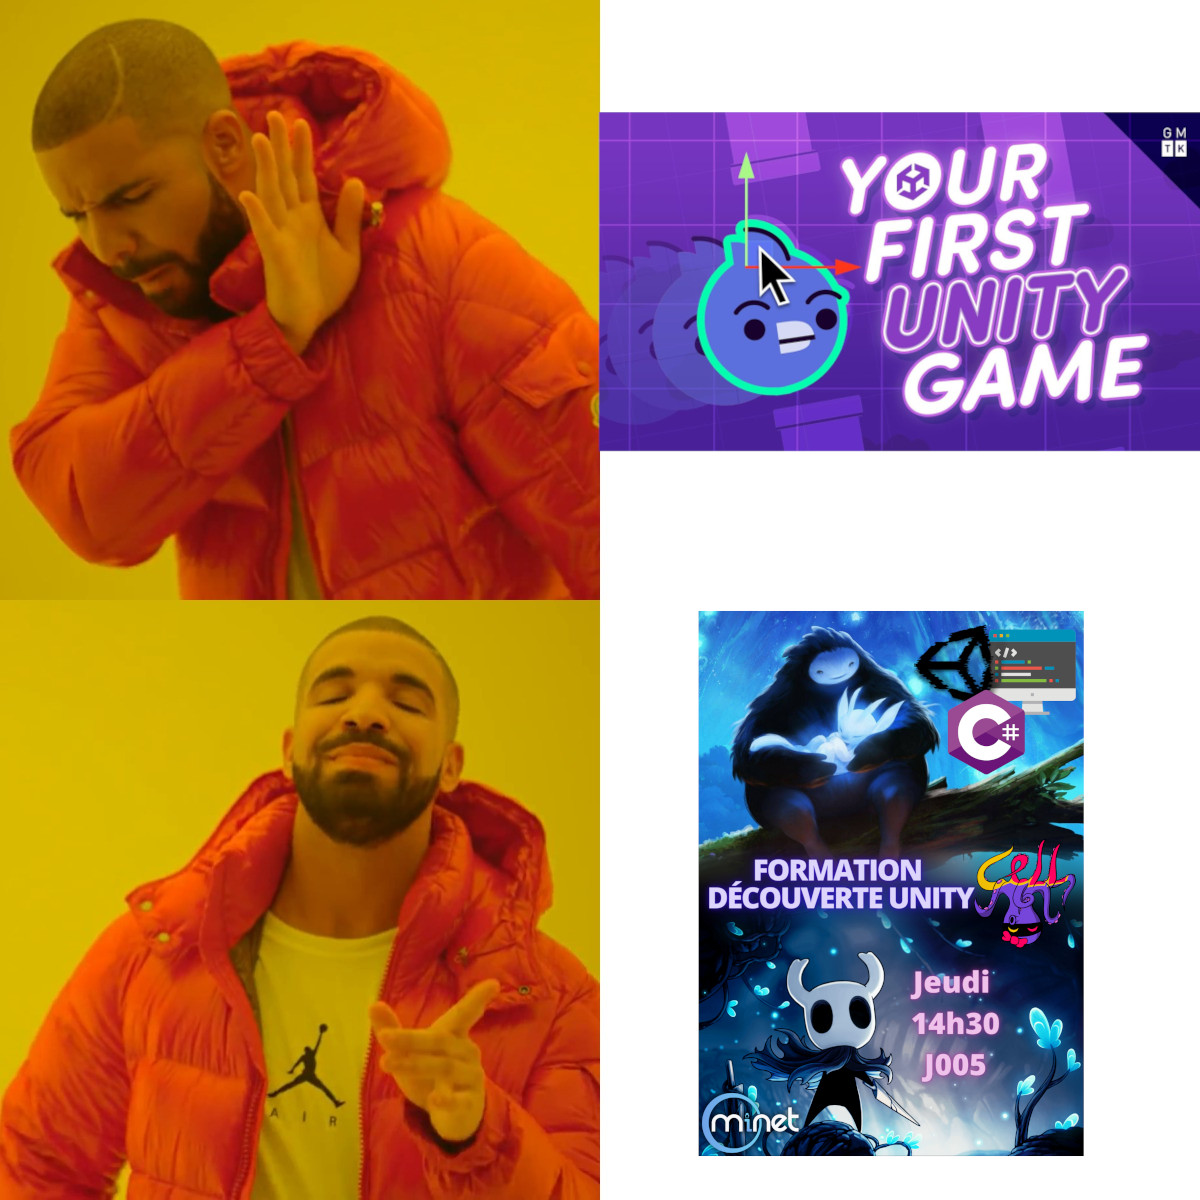 GM
TK
YOUR
FIRST
UNITY
GAME
</>
C#
FORMATION
DÉCOUVERTE UNITY
Cell
Jeudi
14h30
J005
AIR
minet